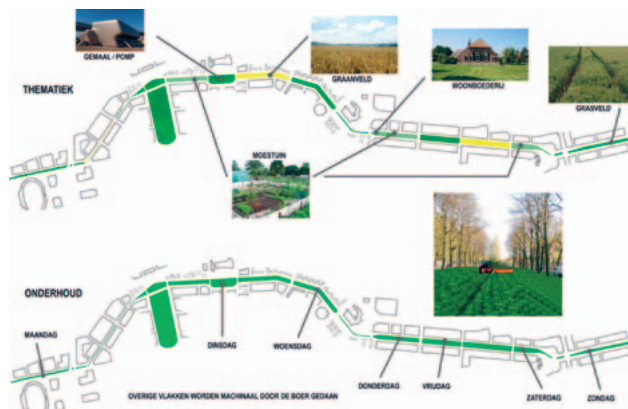 GEMAAL / POMP
THEMATIEK
GRAANVELD
WOONBOERDERIJ
GRASVELD
MOESTUIN
ONDERHOUD
MAANDAG
DINSDAG
WOENSDAG
DONDERDAG
VRIJDAG
ZATERDAG
ZONDAG
OVERIGE VLAKKEN WORDEN MACHINAAL DOOR DE BOER GEDAAN